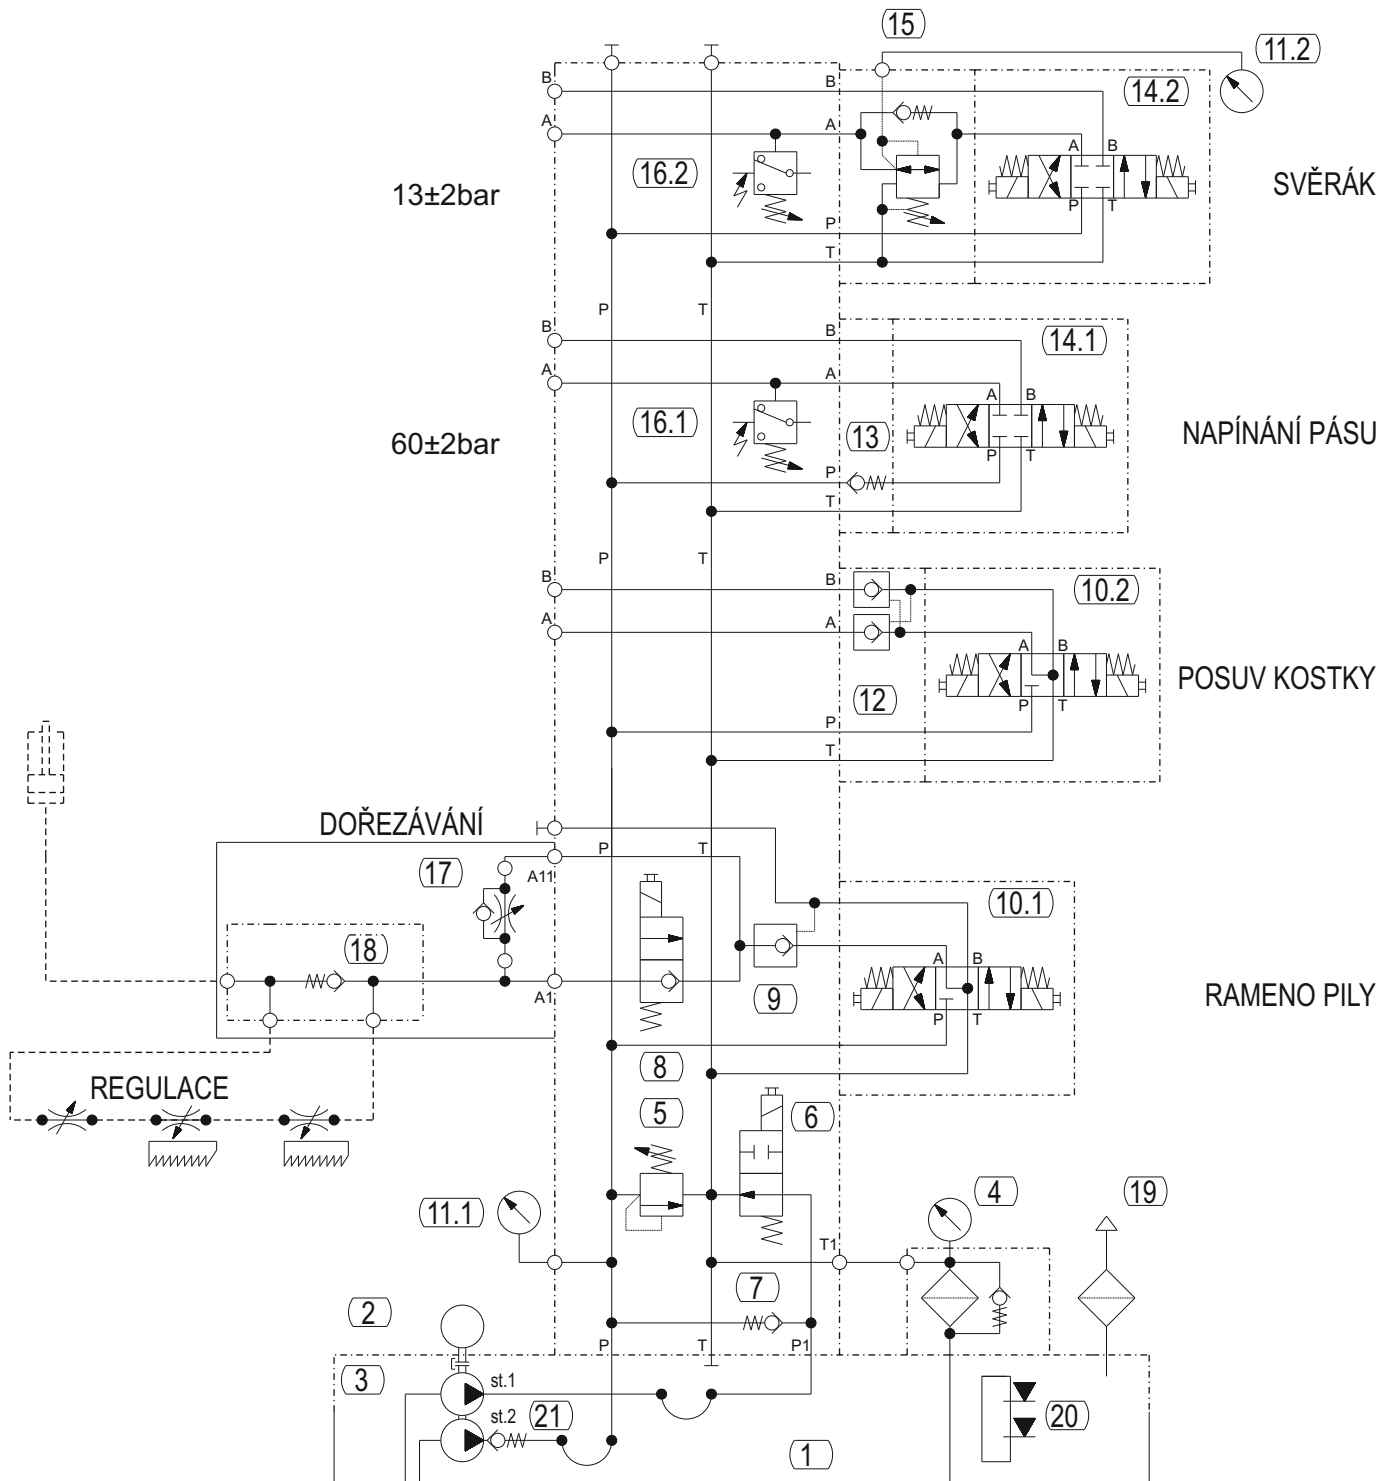 15
11.2
B
B
14.2
A
A
A B
16.2
13±2bar
SVĚRÁK
P T
P
T
P T
B
B
14.1
A
A
A B
16.1
13
60±2bar
NAPÍNÁNÍ PÁSU
P T
P
T
P T
B
B
10.2
A
A
A B
12
POSUV KOSTKY
P T
P
T
DOŘEZÁVÁNÍ
P T
17
A11
10.1
18
A B
A1
9
RAMENO PILY
P T
8
REGULACE
5
6
11.1
4
19
T1
7
2
P T P1
3
st.1
st.2
21
20
1